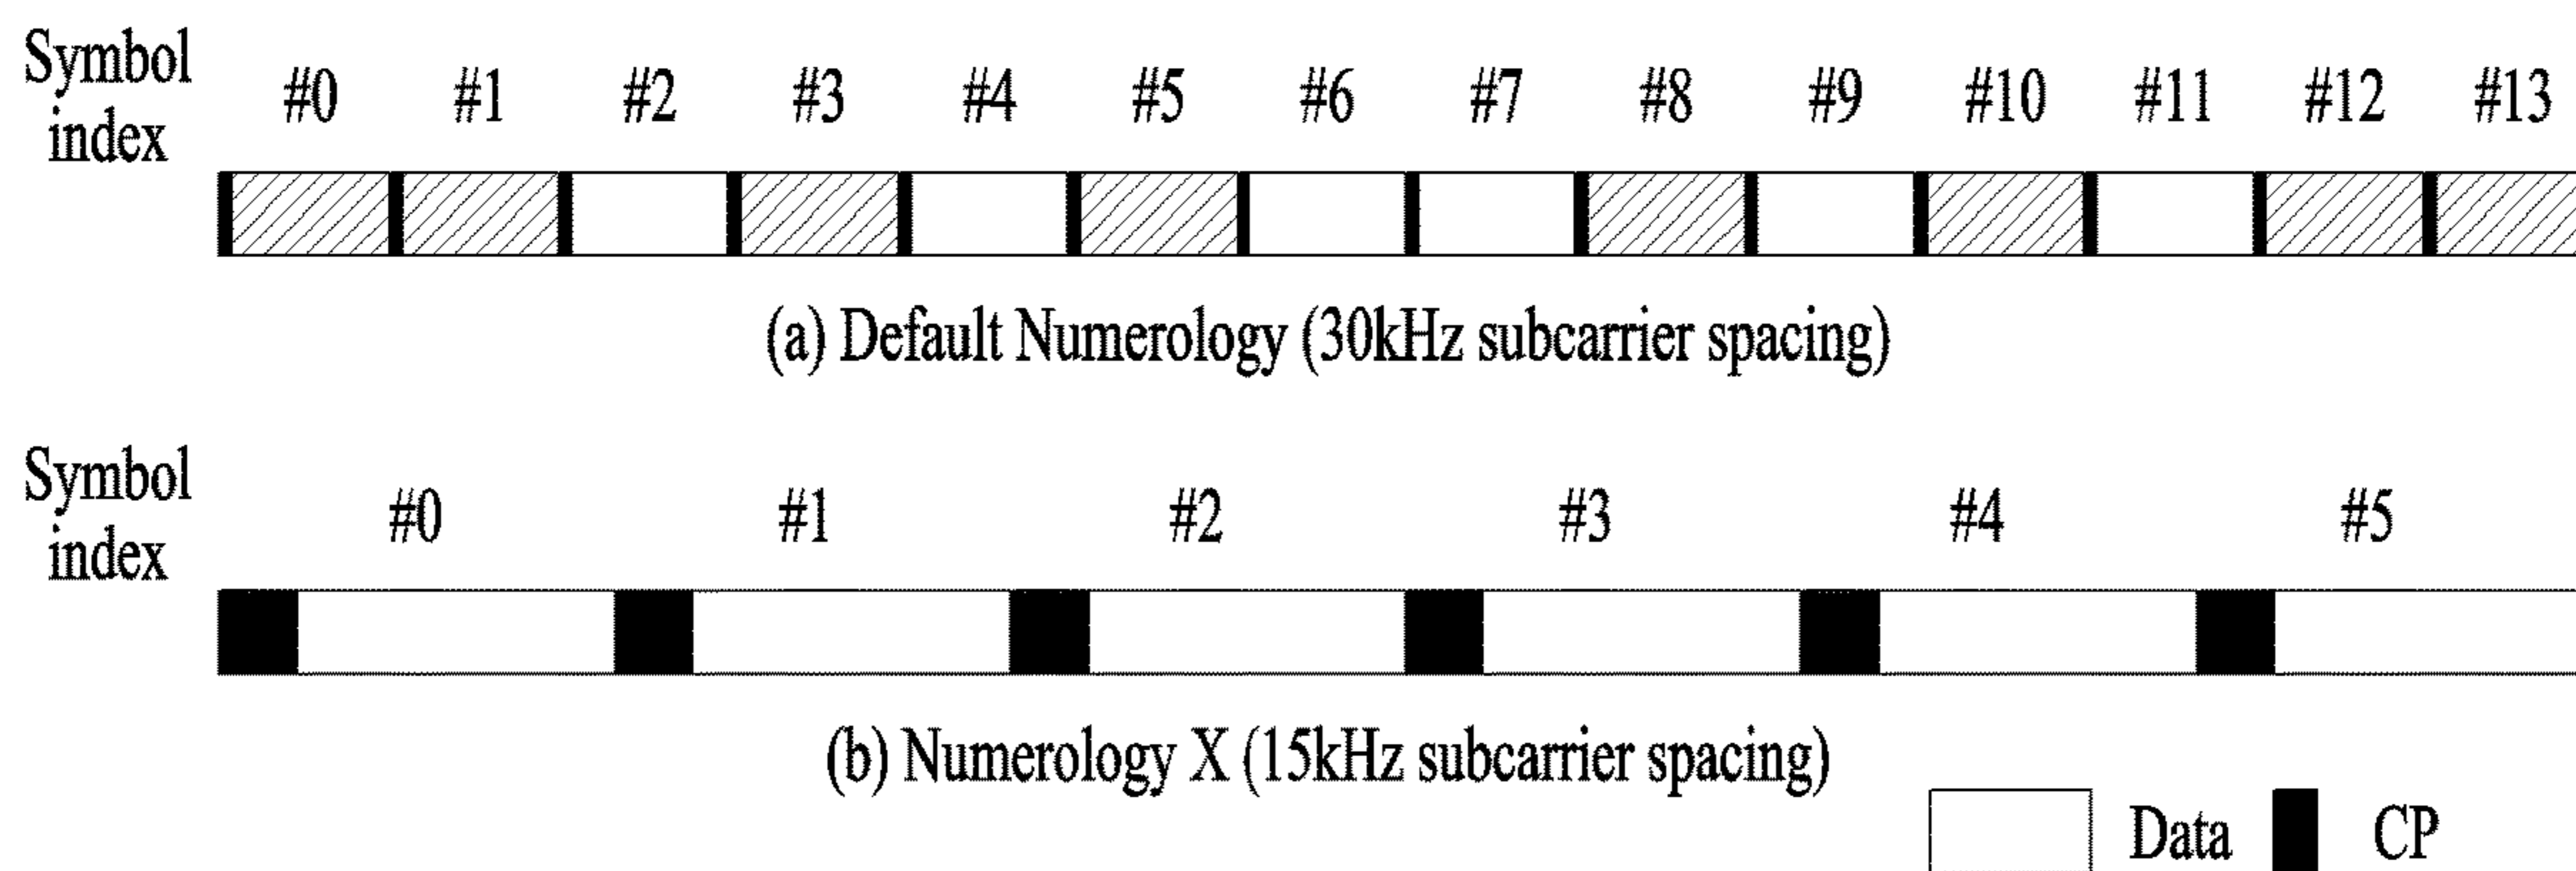 Symbol
index
#0 #1 #2 #3 #4 #5 #6 #7 #8 #9 #10 #11 #12 #13
(a) Default Numerology (30kHz subcarrier spacing)
Symbol
index
#0 #1 #2 #3 #4 #5
(b) Numerology X (15kHz subcarrier spacing)
Data CP